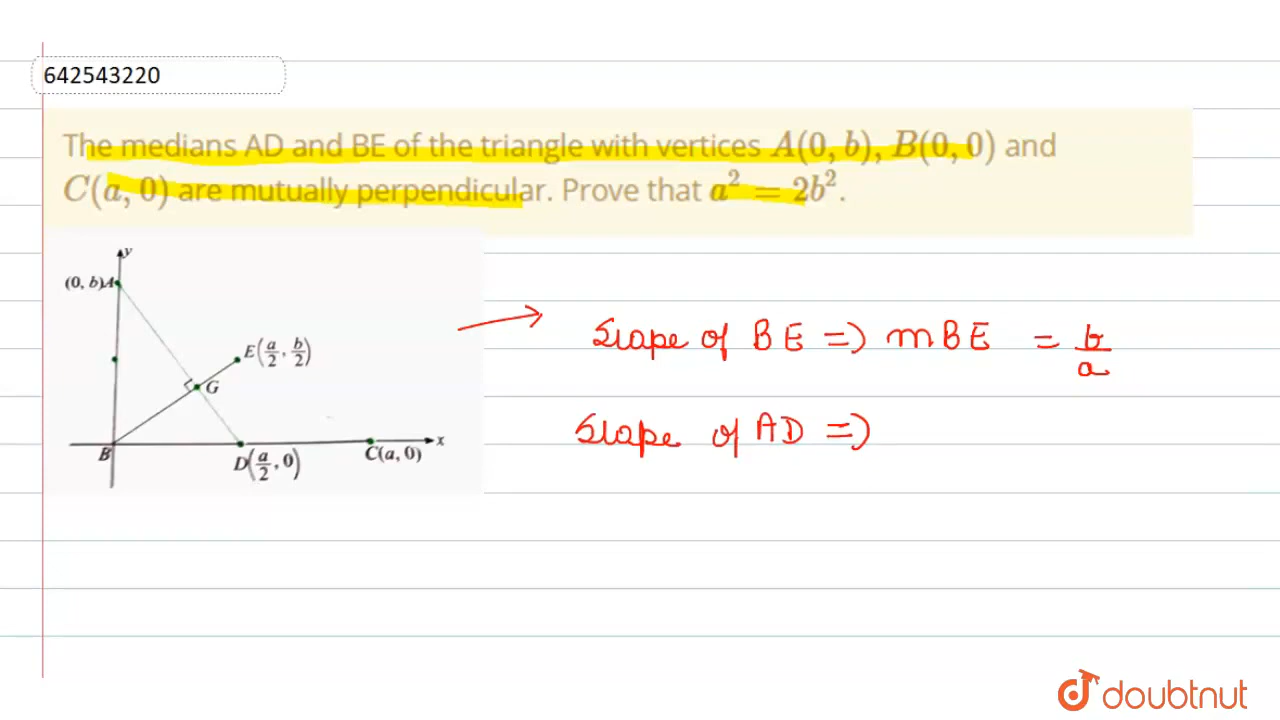 642543220
The medians AD and BE of the triangle with vertices A(0, b), B(0, 0) and
C(a, 0) are mutually perpendicular. Prove that a² = 2b².
y
(0, b)A
E(a/2, b/2)
G
B
D(a/2, 0)
C(a, 0)
x
Slope of BE => mBE = b/a
Slope of AD =>
doubtnut